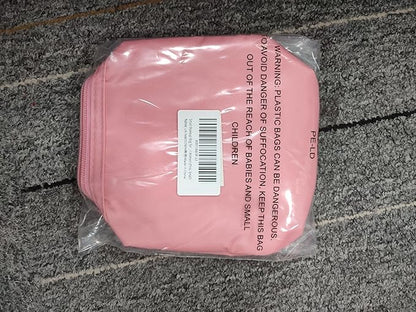 PE-LD
WARNING: PLASTIC BAGS CAN BE DANGEROUS.
TO AVOID DANGER OF SUFFOCATION, KEEP THIS BAG
OUT OF THE REACH OF BABIES AND SMALL
CHILDREN